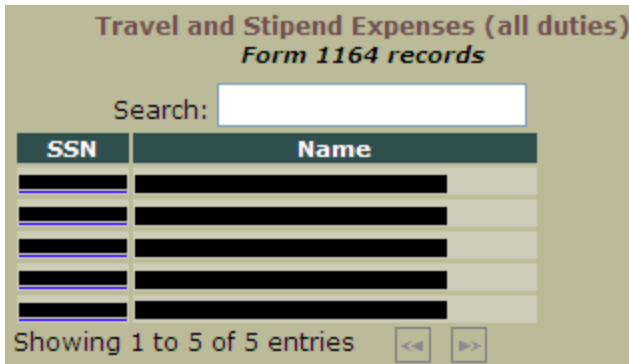 Travel and Stipend Expenses (all duties)
Form 1164 records
Search:
SSN Name
Showing 1 to 5 of 5 entries